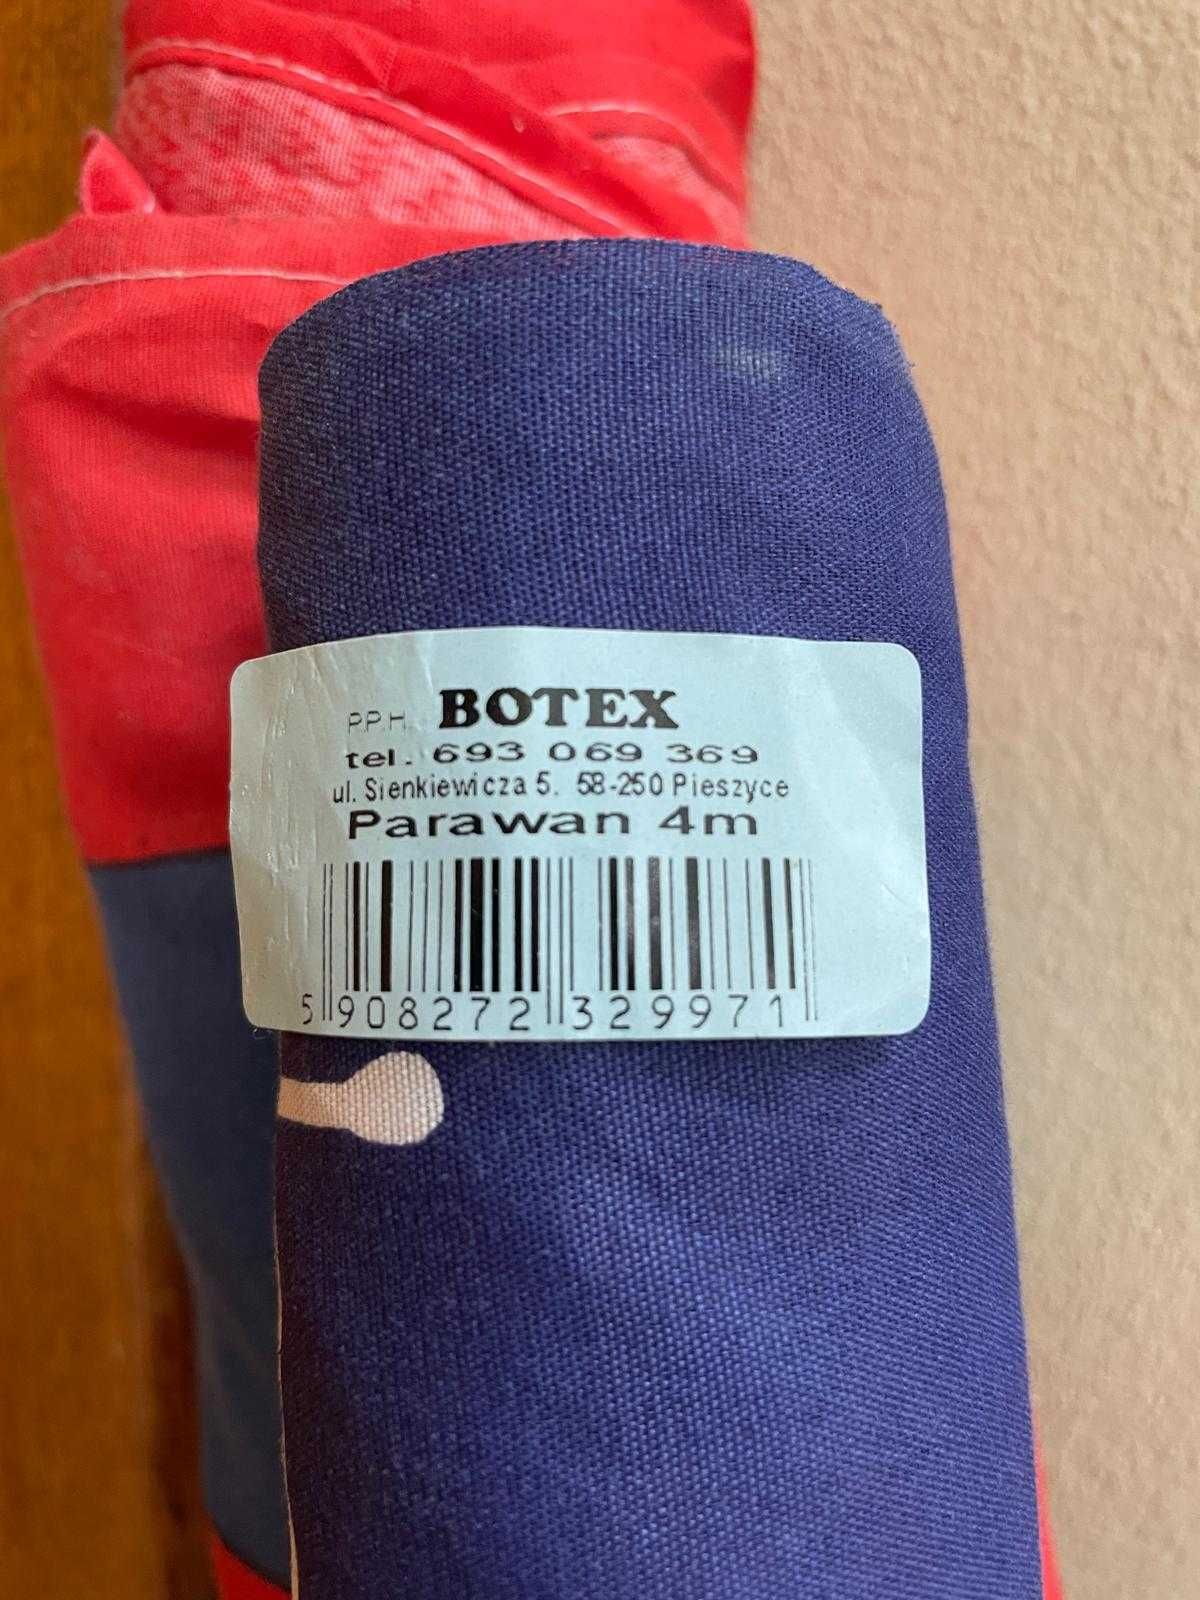 P.P.H. BOTEX
tel. 693 069 369
ul. Sienkiewicza 5. 58-250 Pieszyce
Parawan 4m
5 908272 329971